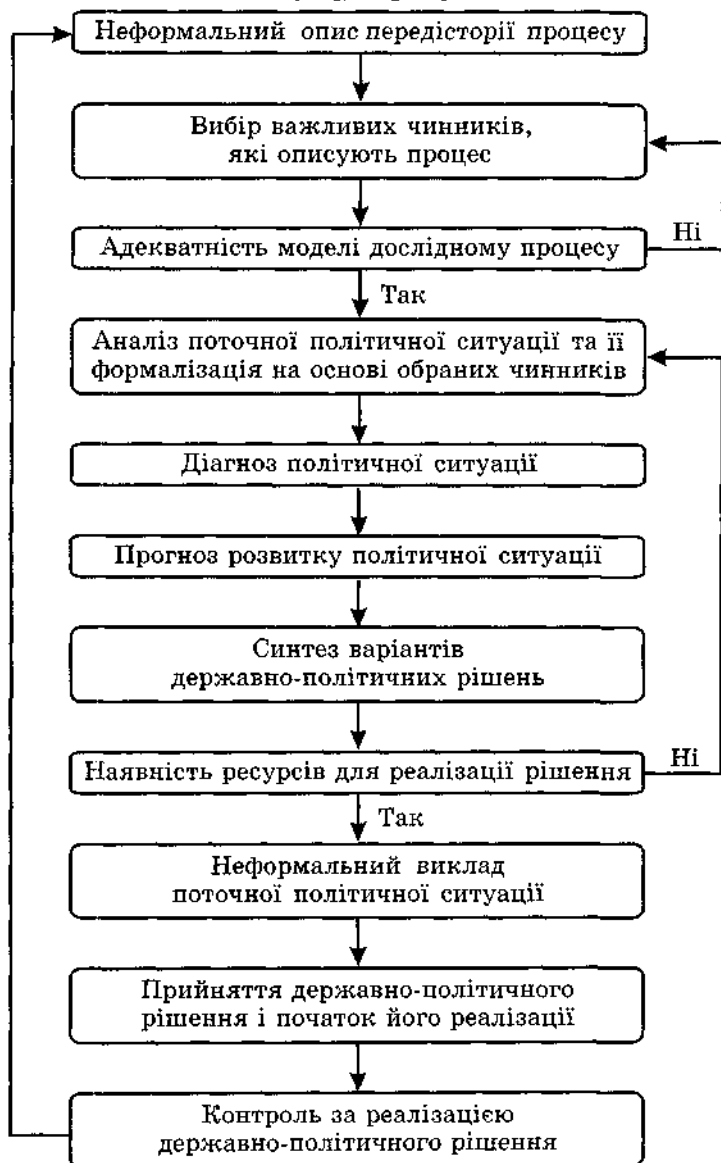 Неформальний опис передісторії процесу
Вибір важливих чинників,
які описують процес
Адекватність моделі дослідному процесу
Ні
Так
Аналіз поточної політичної ситуації та її
формалізація на основі обраних чинників
Діагноз політичної ситуації
Прогноз розвитку політичної ситуації
Синтез варіантів
державно-політичних рішень
Наявність ресурсів для реалізації рішення
Ні
Так
Неформальний виклад
поточної політичної ситуації
Прийняття державно-політичного
рішення і початок його реалізації
Контроль за реалізацією
державно-політичного рішення